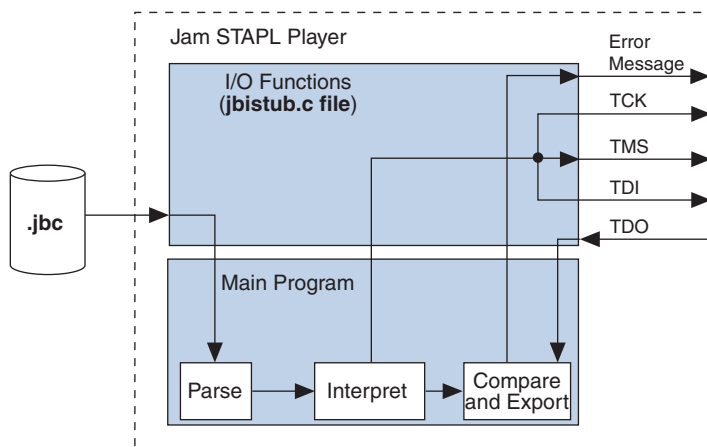 Jam STAPL Player
I/O Functions
(jbistub.c file)
Error
Message
TCK
TMS
TDI
TDO
.jbc
Main Program
Parse
Interpret
Compare
and Export